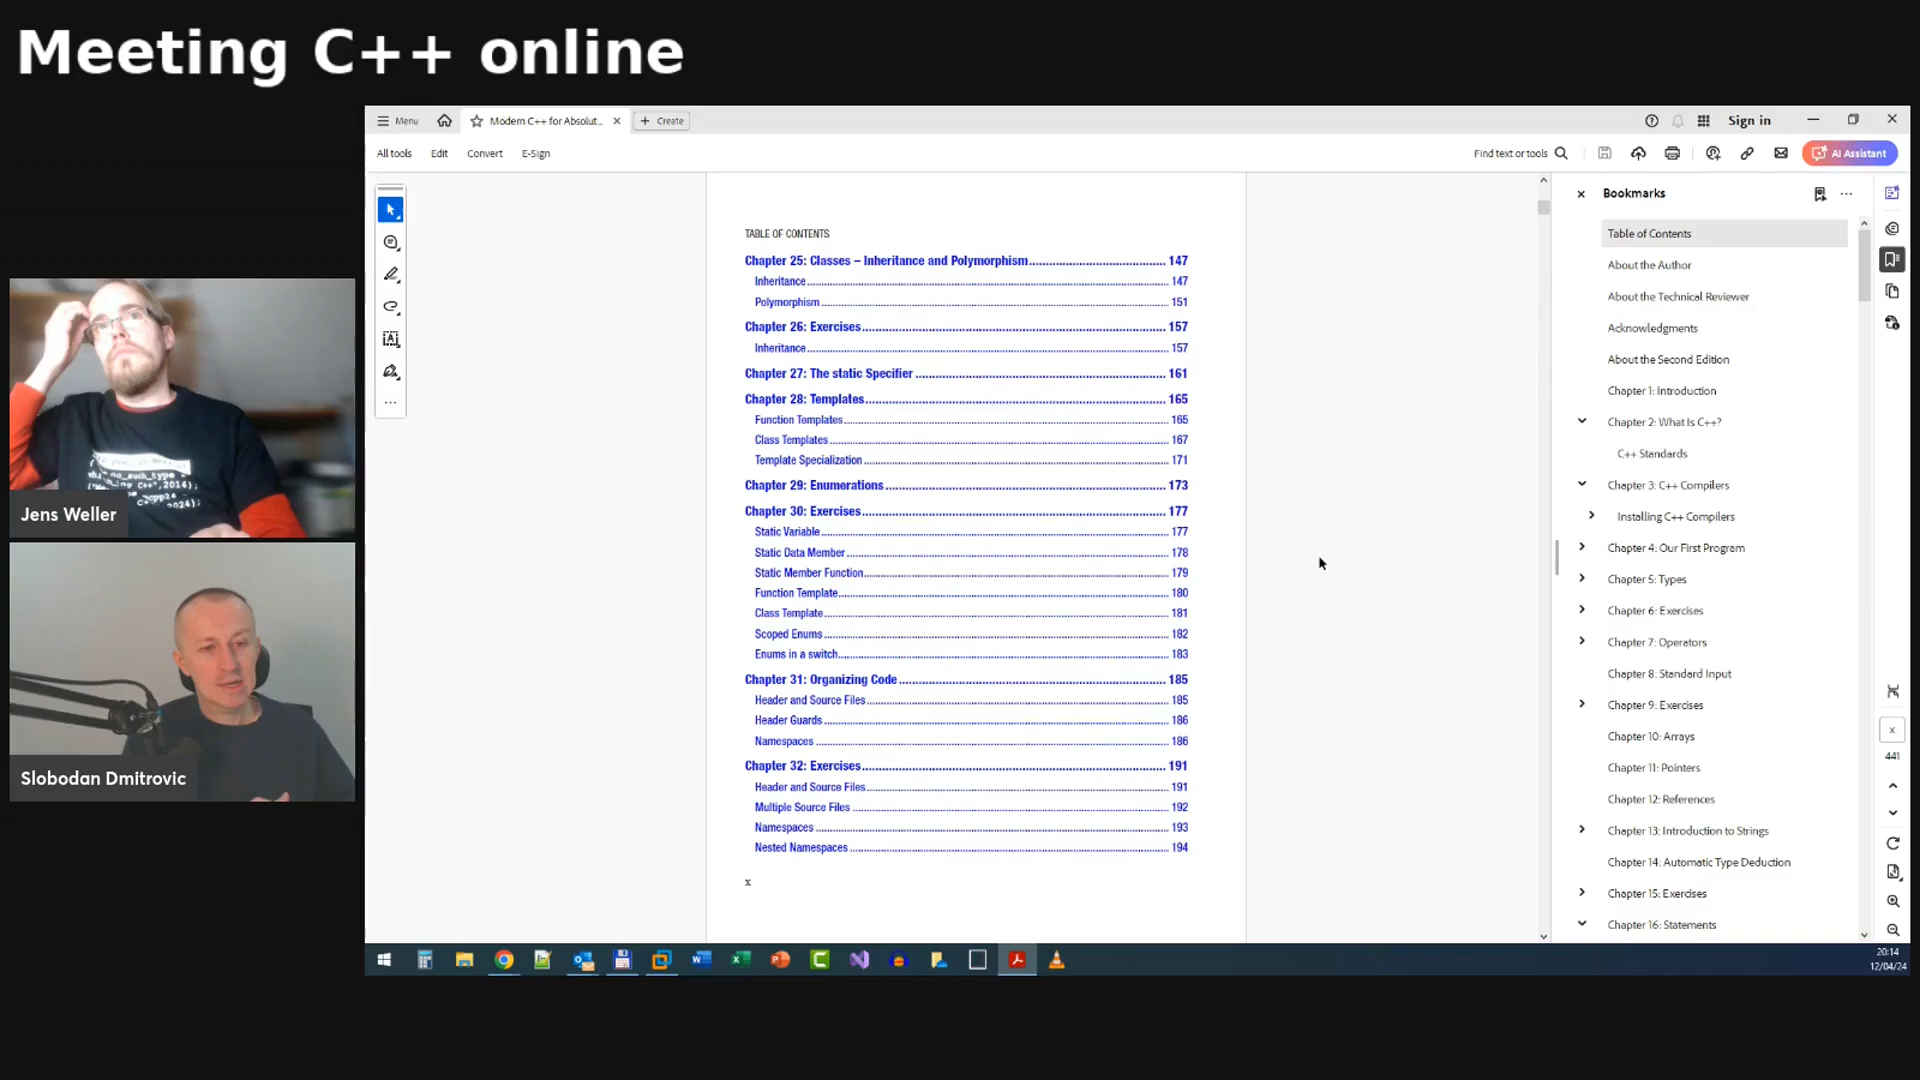 Meeting C++ online
Menu
Modern C++ for Absolut...
Create
Sign in
All tools
Edit
Convert
E-Sign
Find text or tools
AI Assistant
TABLE OF CONTENTS
Chapter 25: Classes – Inheritance and Polymorphism 147
Inheritance 147
Polymorphism 151
Chapter 26: Exercises 157
Inheritance 157
Chapter 27: The static Specifier 161
Chapter 28: Templates 165
Function Templates 165
Class Templates 167
Template Specialization 171
Chapter 29: Enumerations 173
Chapter 30: Exercises 177
Static Variable 177
Static Data Member 178
Static Member Function 179
Function Template 180
Class Template 181
Scoped Enums 182
Enums in a switch 183
Chapter 31: Organizing Code 185
Header and Source Files 185
Header Guards 186
Namespaces 186
Chapter 32: Exercises 191
Header and Source Files 191
Multiple Source Files 192
Namespaces 193
Nested Namespaces 194
x
Bookmarks
Table of Contents
About the Author
About the Technical Reviewer
Acknowledgments
About the Second Edition
Chapter 1: Introduction
Chapter 2: What Is C++?
C++ Standards
Chapter 3: C++ Compilers
Installing C++ Compilers
Chapter 4: Our First Program
Chapter 5: Types
Chapter 6: Exercises
Chapter 7: Operators
Chapter 8: Standard Input
Chapter 9: Exercises
Chapter 10: Arrays
Chapter 11: Pointers
Chapter 12: References
Chapter 13: Introduction to Strings
Chapter 14: Automatic Type Deduction
Chapter 15: Exercises
Chapter 16: Statements
x
441
Jens Weller
Slobodan Dmitrovic
20:14
12/04/24